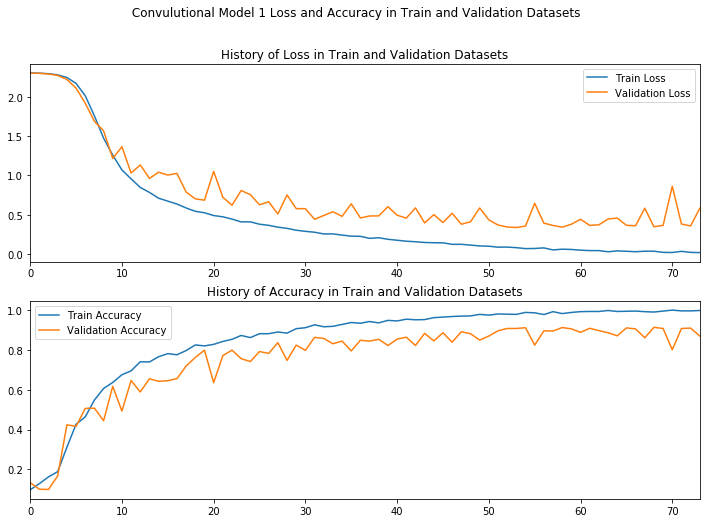 Convulutional Model 1 Loss and Accuracy in Train and Validation Datasets
History of Loss in Train and Validation Datasets
Train Loss
Validation Loss
2.0
1.5
1.0
0.5
0.0
0 10 20 30 40 50 60 70
History of Accuracy in Train and Validation Datasets
Train Accuracy
Validation Accuracy
1.0
0.8
0.6
0.4
0.2
0 10 20 30 40 50 60 70